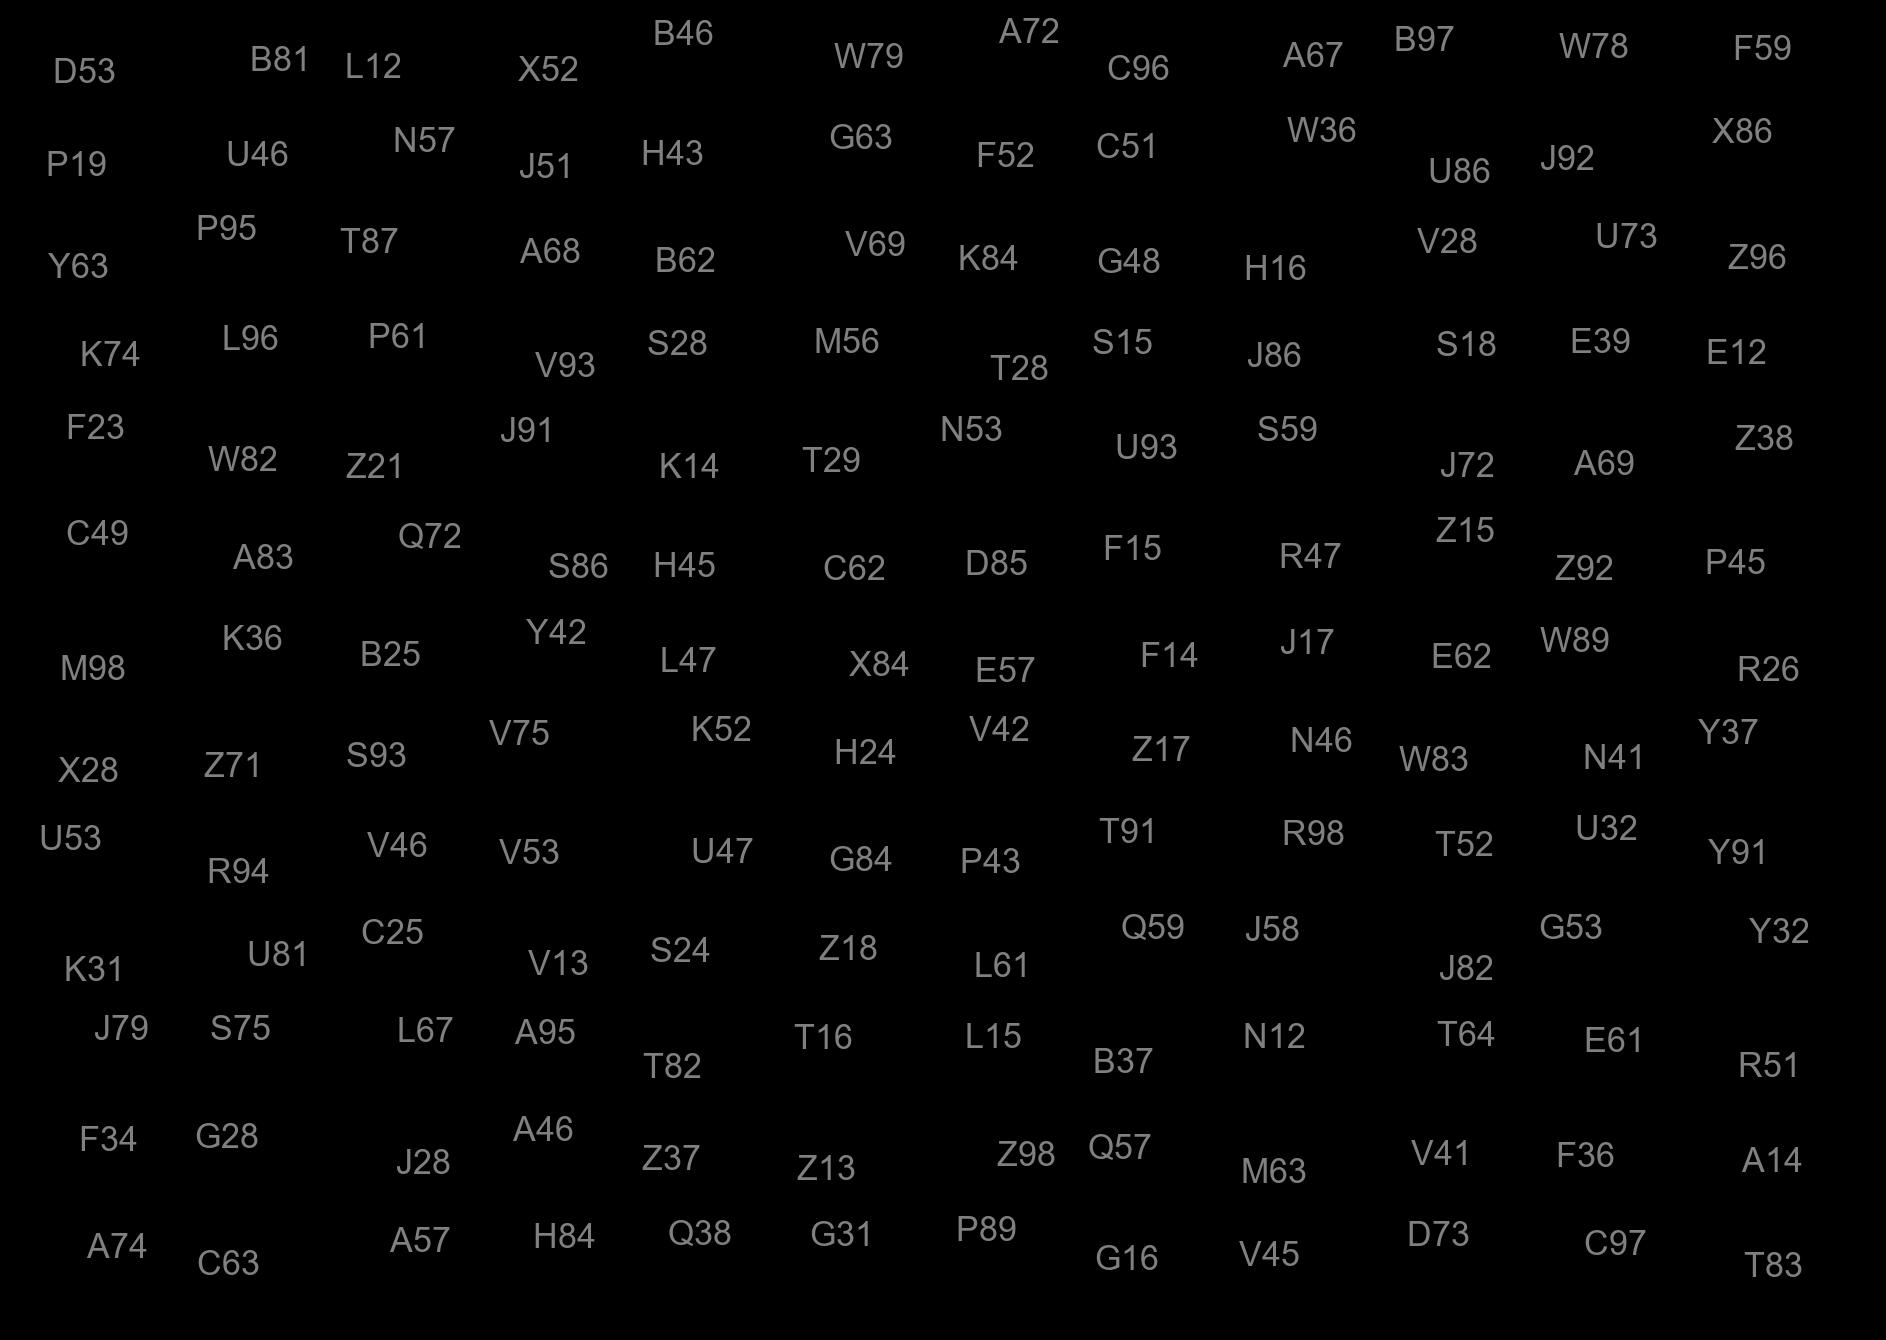 D53 B81 L12 X52 B46 W79 A72 C96 A67 B97 W78 F59
P19 U46 N57 J51 H43 G63 F52 C51 W36 U86 J92 X86
Y63 P95 T87 A68 B62 V69 K84 G48 H16 V28 U73 Z96
K74 L96 P61 V93 S28 M56 T28 S15 J86 S18 E39 E12
F23 W82 Z21 J91 K14 T29 N53 U93 S59 J72 A69 Z38
C49 A83 Q72 S86 H45 C62 D85 F15 R47 Z15 Z92 P45
M98 K36 B25 Y42 L47 X84 E57 F14 J17 E62 W89 R26
X28 Z71 S93 V75 K52 H24 V42 Z17 N46 W83 N41 Y37
U53 R94 V46 V53 U47 G84 P43 T91 R98 T52 U32 Y91
K31 U81 C25 V13 S24 Z18 L61 Q59 J58 J82 G53 Y32
J79 S75 L67 A95 T82 T16 L15 B37 N12 T64 E61 R51
F34 G28 J28 A46 Z37 Z13 Z98 Q57 M63 V41 F36 A14
A74 C63 A57 H84 Q38 G31 P89 G16 V45 D73 C97 T83